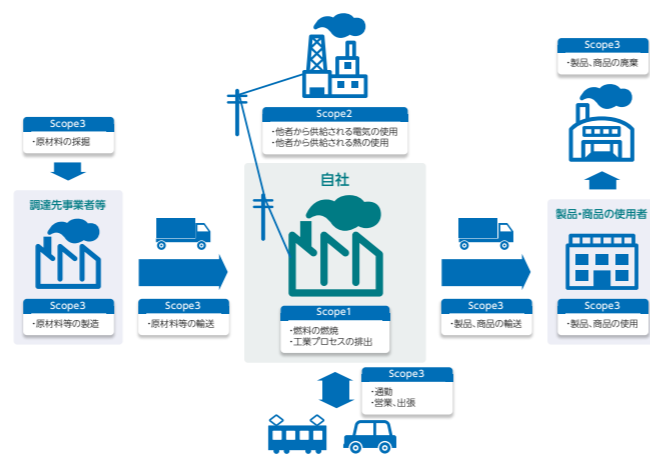 Scope3
・製品、商品の廃棄
Scope2
・他者から供給される電気の使用
・他者から供給される熱の使用
Scope3
・原材料の採掘
自社
調達先事業者等
製品・商品の使用者
Scope3
・原材料等の製造
Scope3
・原材料等の輸送
Scope1
・燃料の燃焼
・工業プロセスの排出
Scope3
・製品、商品の輸送
Scope3
・製品、商品の使用
Scope3
・通勤
・営業、出張